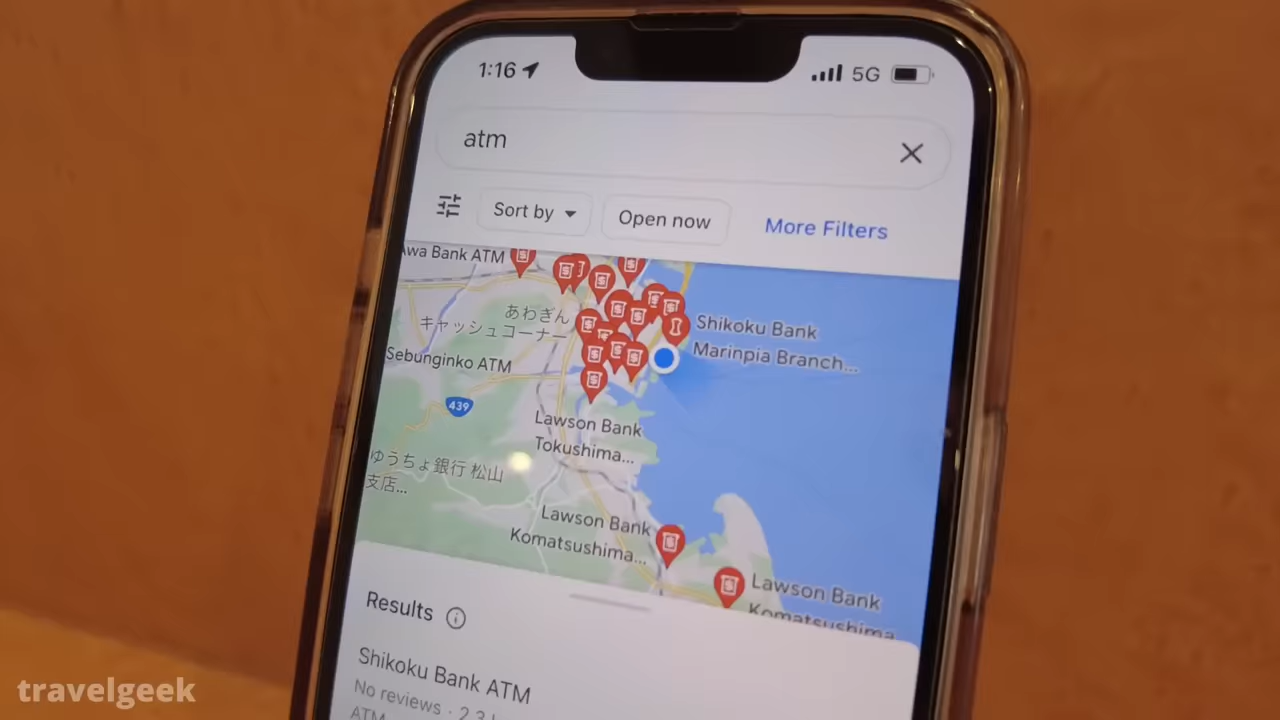 1:16
5G
atm
Sort by
Open now
More Filters
Awa Bank ATM
あわぎん
キャッシュコーナー
Shikoku Bank
Marinpia Branch...
Sebunginko ATM
439
Lawson Bank
Tokushima...
ゆうちょ銀行 松山
支店...
Lawson Bank
Komatsushima...
Lawson Bank
Komatsushima
Results
Shikoku Bank ATM
No reviews · 2.3
ATM
travelgeek